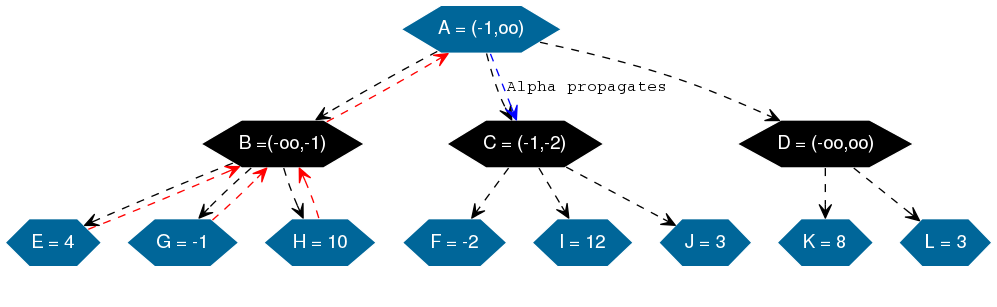 A = (-1,oo)
Alpha propagates
B =(-oo,-1)
C = (-1,-2)
D = (-oo,oo)
E = 4
G = -1
H = 10
F = -2
I = 12
J = 3
K = 8
L = 3